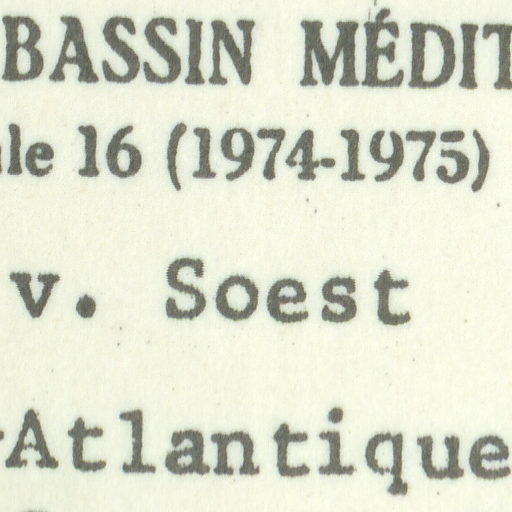 BASSIN MÉDIT
le 16 (1974-1975)
v. Soest
-Atlantique